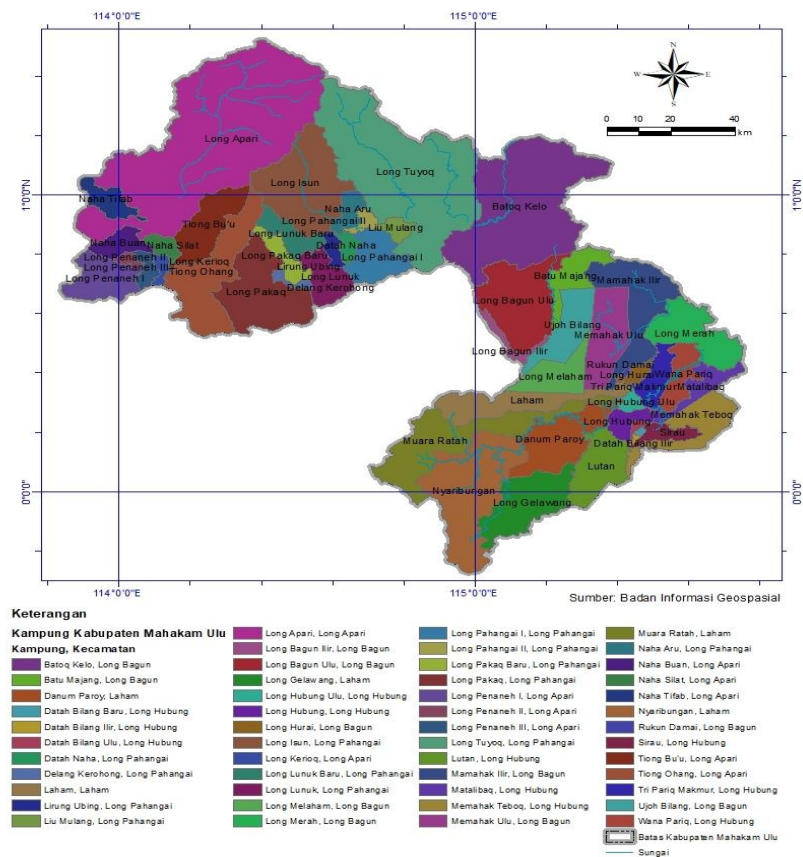 114°0'0"E 115°0'0"E
N
W E
S
0 10 20 30 40
km
1°0'0"N 1°0'0"N
0°0'0" 0°0'0"
Long Apari
Long Tuyoq
Long Isun
Naha Tifab
Batoq Kelo
Naha Aru
Long Pahangai II
Tiong Bu'u
Liu Mulang
Long Lunuk Baru
Naha Buan
Naha Silat
Datah Naha
Long Penaneh II
Long Kerioq
Long Pakaq Baru
Long Pahangai I
Long Penaneh III
Lirung Ubing
Tiong Ohang
Long Penaneh I
Long Lunuk
Delang Kerohong
Batu Majang
Mamahak Ilir
Long Pakaq
Long Bagun Ulu
Ujoh Bilang
Memahak Ulu
Long Merah
Long Bagun Ilir
Rukun Damai
Long Hurai
Wana Pariq
Long Melaham
Tri Pariq Makmur
Matalibaq
Laham
Long Hubung Ulu
Memahak Teboq
Long Hubung
Sirau
Muara Ratah
Danum Paroy
Datah Bilang Ilir
Lutan
Nyaribungan
Long Gelawang
114°0'0"E 115°0'0"E
Sumber: Badan Informasi Geospasial
Keterangan
Kampung Kabupaten Mahakam Ulu
Kampung, Kecamatan
Batoq Kelo, Long Bagun
Batu Majang, Long Bagun
Danum Paroy, Laham
Datah Bilang Baru, Long Hubung
Datah Bilang Ilir, Long Hubung
Datah Bilang Ulu, Long Hubung
Datah Naha, Long Pahangai
Delang Kerohong, Long Pahangai
Laham, Laham
Lirung Ubing, Long Pahangai
Liu Mulang, Long Pahangai
Long Apari, Long Apari
Long Bagun Ilir, Long Bagun
Long Bagun Ulu, Long Bagun
Long Gelawang, Laham
Long Hubung Ulu, Long Hubung
Long Hubung, Long Hubung
Long Hurai, Long Bagun
Long Isun, Long Pahangai
Long Kerioq, Long Apari
Long Lunuk Baru, Long Pahangai
Long Lunuk, Long Pahangai
Long Melaham, Long Bagun
Long Merah, Long Bagun
Long Pahangai I, Long Pahangai
Long Pahangai II, Long Pahangai
Long Pakaq Baru, Long Pahangai
Long Pakaq, Long Pahangai
Long Penaneh I, Long Apari
Long Penaneh II, Long Apari
Long Penaneh III, Long Apari
Long Tuyoq, Long Pahangai
Lutan, Long Hubung
Mamahak Ilir, Long Bagun
Matalibaq, Long Hubung
Memahak Teboq, Long Hubung
Memahak Ulu, Long Bagun
Muara Ratah, Laham
Naha Aru, Long Pahangai
Naha Buan, Long Apari
Naha Silat, Long Apari
Naha Tifab, Long Apari
Nyaribungan, Laham
Rukun Damai, Long Bagun
Sirau, Long Hubung
Tiong Bu'u, Long Apari
Tiong Ohang, Long Apari
Tri Pariq Makmur, Long Hubung
Ujoh Bilang, Long Bagun
Wana Pariq, Long Hubung
Batas Kabupaten Mahakam Ulu
Sungai